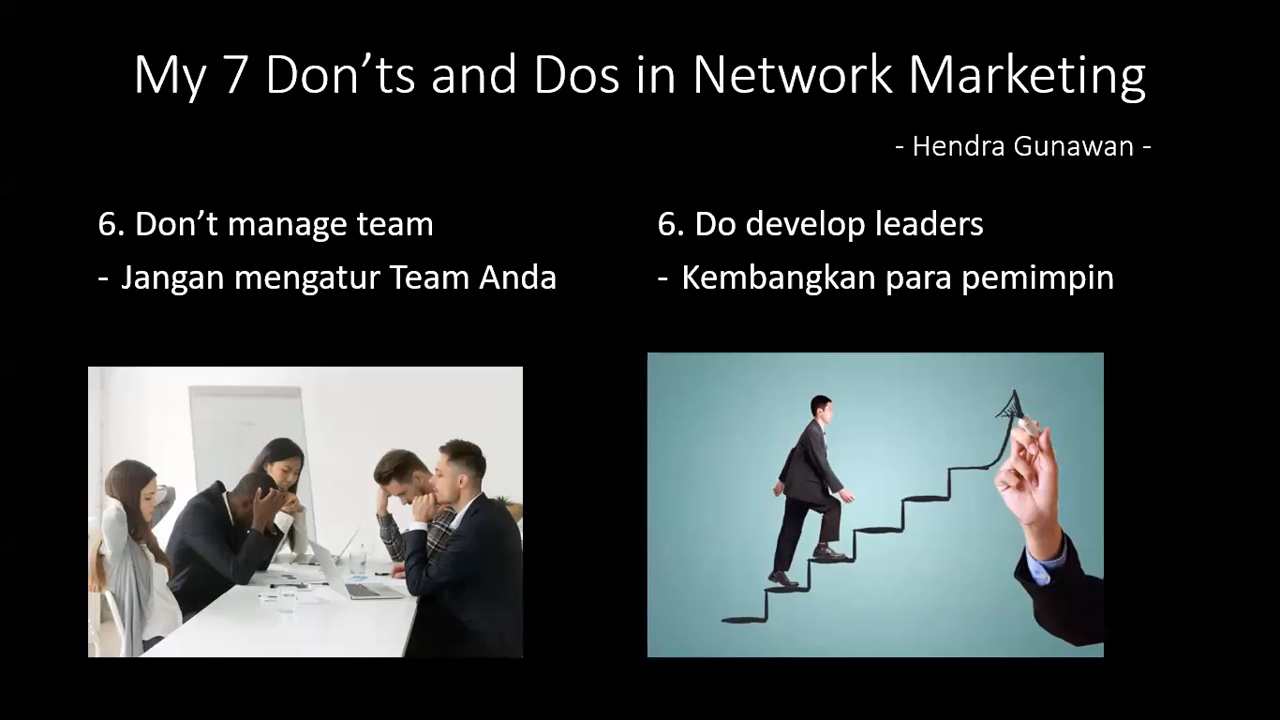 My 7 Don’ts and Dos in Network Marketing
- Hendra Gunawan -
6. Don’t manage team
- Jangan mengatur Team Anda
6. Do develop leaders
- Kembangkan para pemimpin